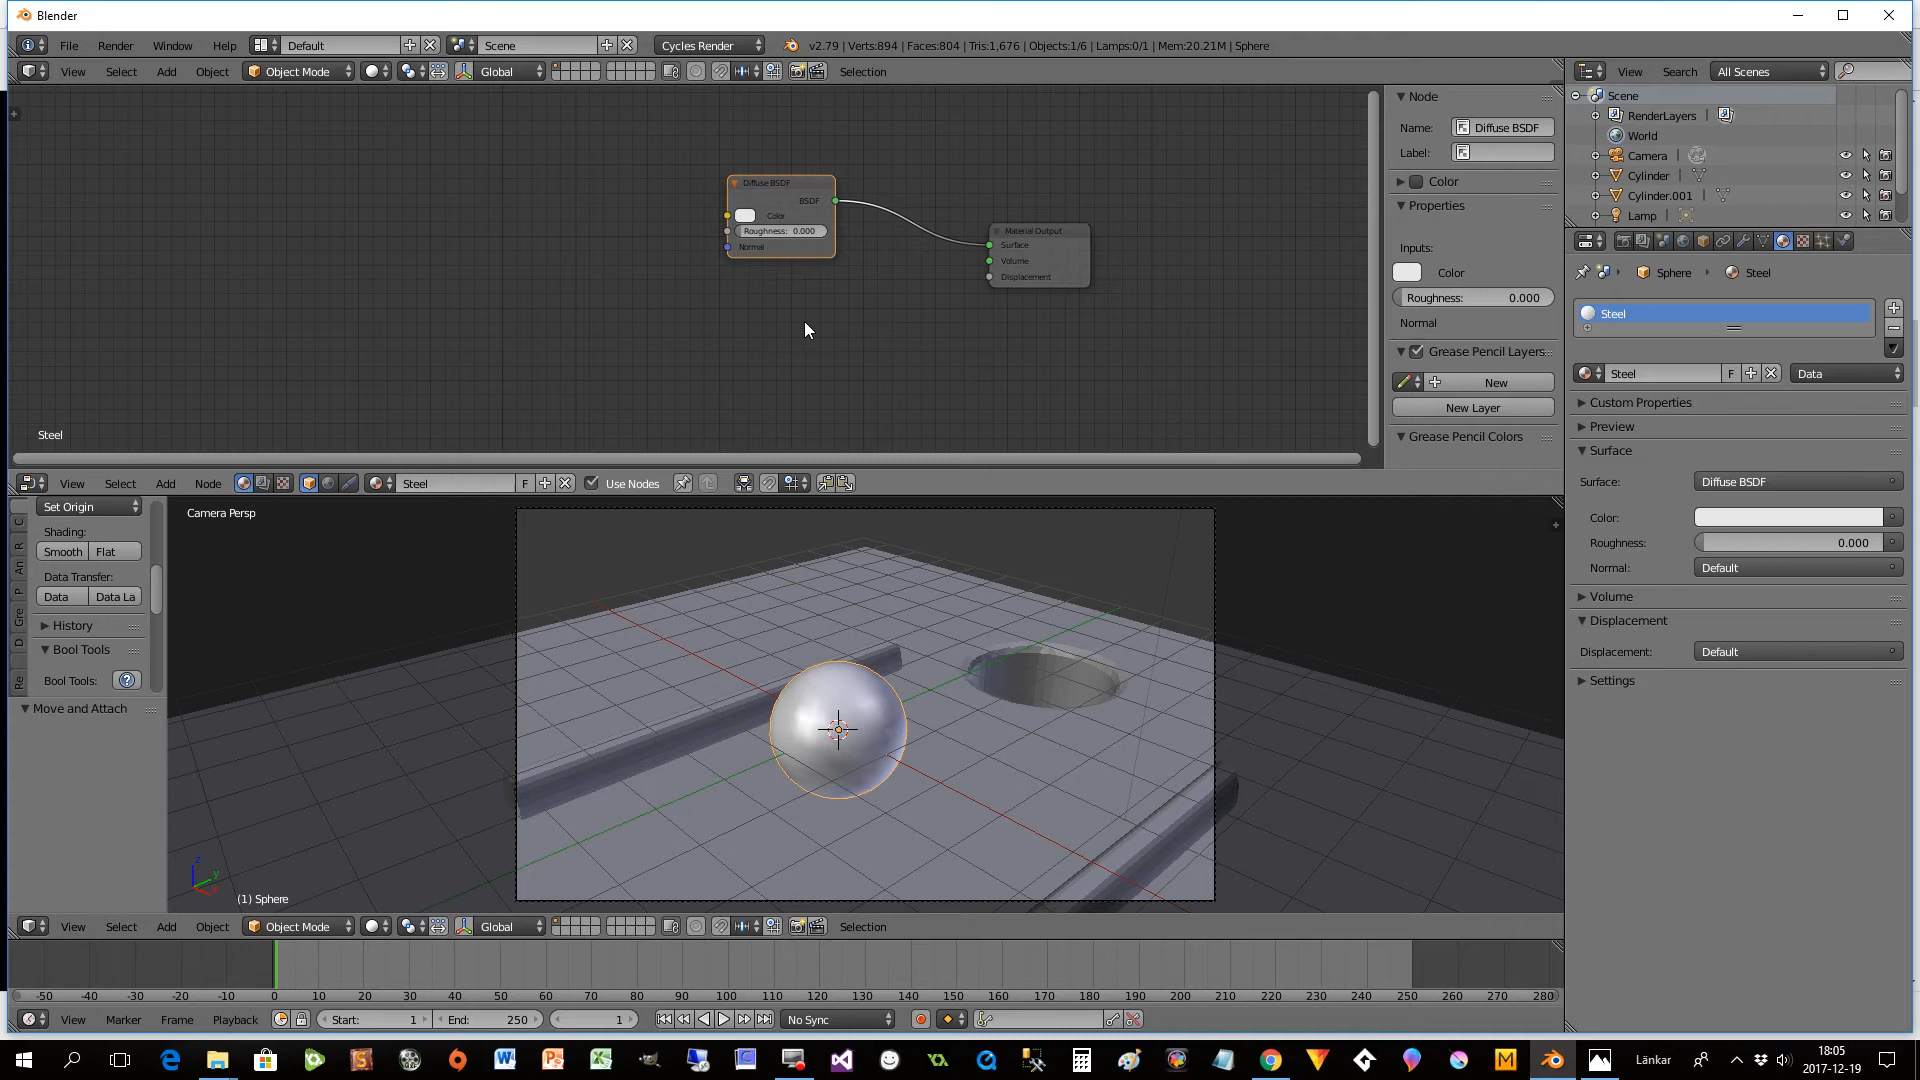 Blender
File Render Window Help Default Scene Cycles Render v2.79 | Verts:894 | Faces:804 | Tris:1,676 | Objects:1/6 | Lamps:0/1 | Mem:20.21M | Sphere
View Select Add Object Object Mode Global Selection
View Search All Scenes
Scene
RenderLayers |
World
Camera |
Cylinder |
Cylinder.001 |
Lamp |
Node
Name: Diffuse BSDF
Label:
Color
Properties
Inputs:
Color
Roughness: 0.000
Normal
Grease Pencil Layers
New
New Layer
Grease Pencil Colors
Diffuse BSDF
BSDF
Color
Roughness: 0.000
Normal
Material Output
Surface
Volume
Displacement
Steel
View Select Add Node Steel F Use Nodes
Sphere Steel
Steel
Steel F Data
Custom Properties
Preview
Surface
Surface: Diffuse BSDF
Color:
Roughness: 0.000
Normal: Default
Volume
Displacement
Displacement: Default
Settings
Set Origin
Shading:
Smooth Flat
Data Transfer:
Data Data La
History
Bool Tools
Bool Tools:
Move and Attach
C
R
An
P
Gre
D
Re
Camera Persp
z
y
x
(1) Sphere
View Select Add Object Object Mode Global Selection
-50 -40 -30 -20 -10 0 10 20 30 40 50 60 70 80 90 100 110 120 130 140 150 160 170 180 190 200 210 220 230 240 250 260 270 280
View Marker Frame Playback Start: 1 End: 250 1 No Sync
Länkar
18:05
2017-12-19